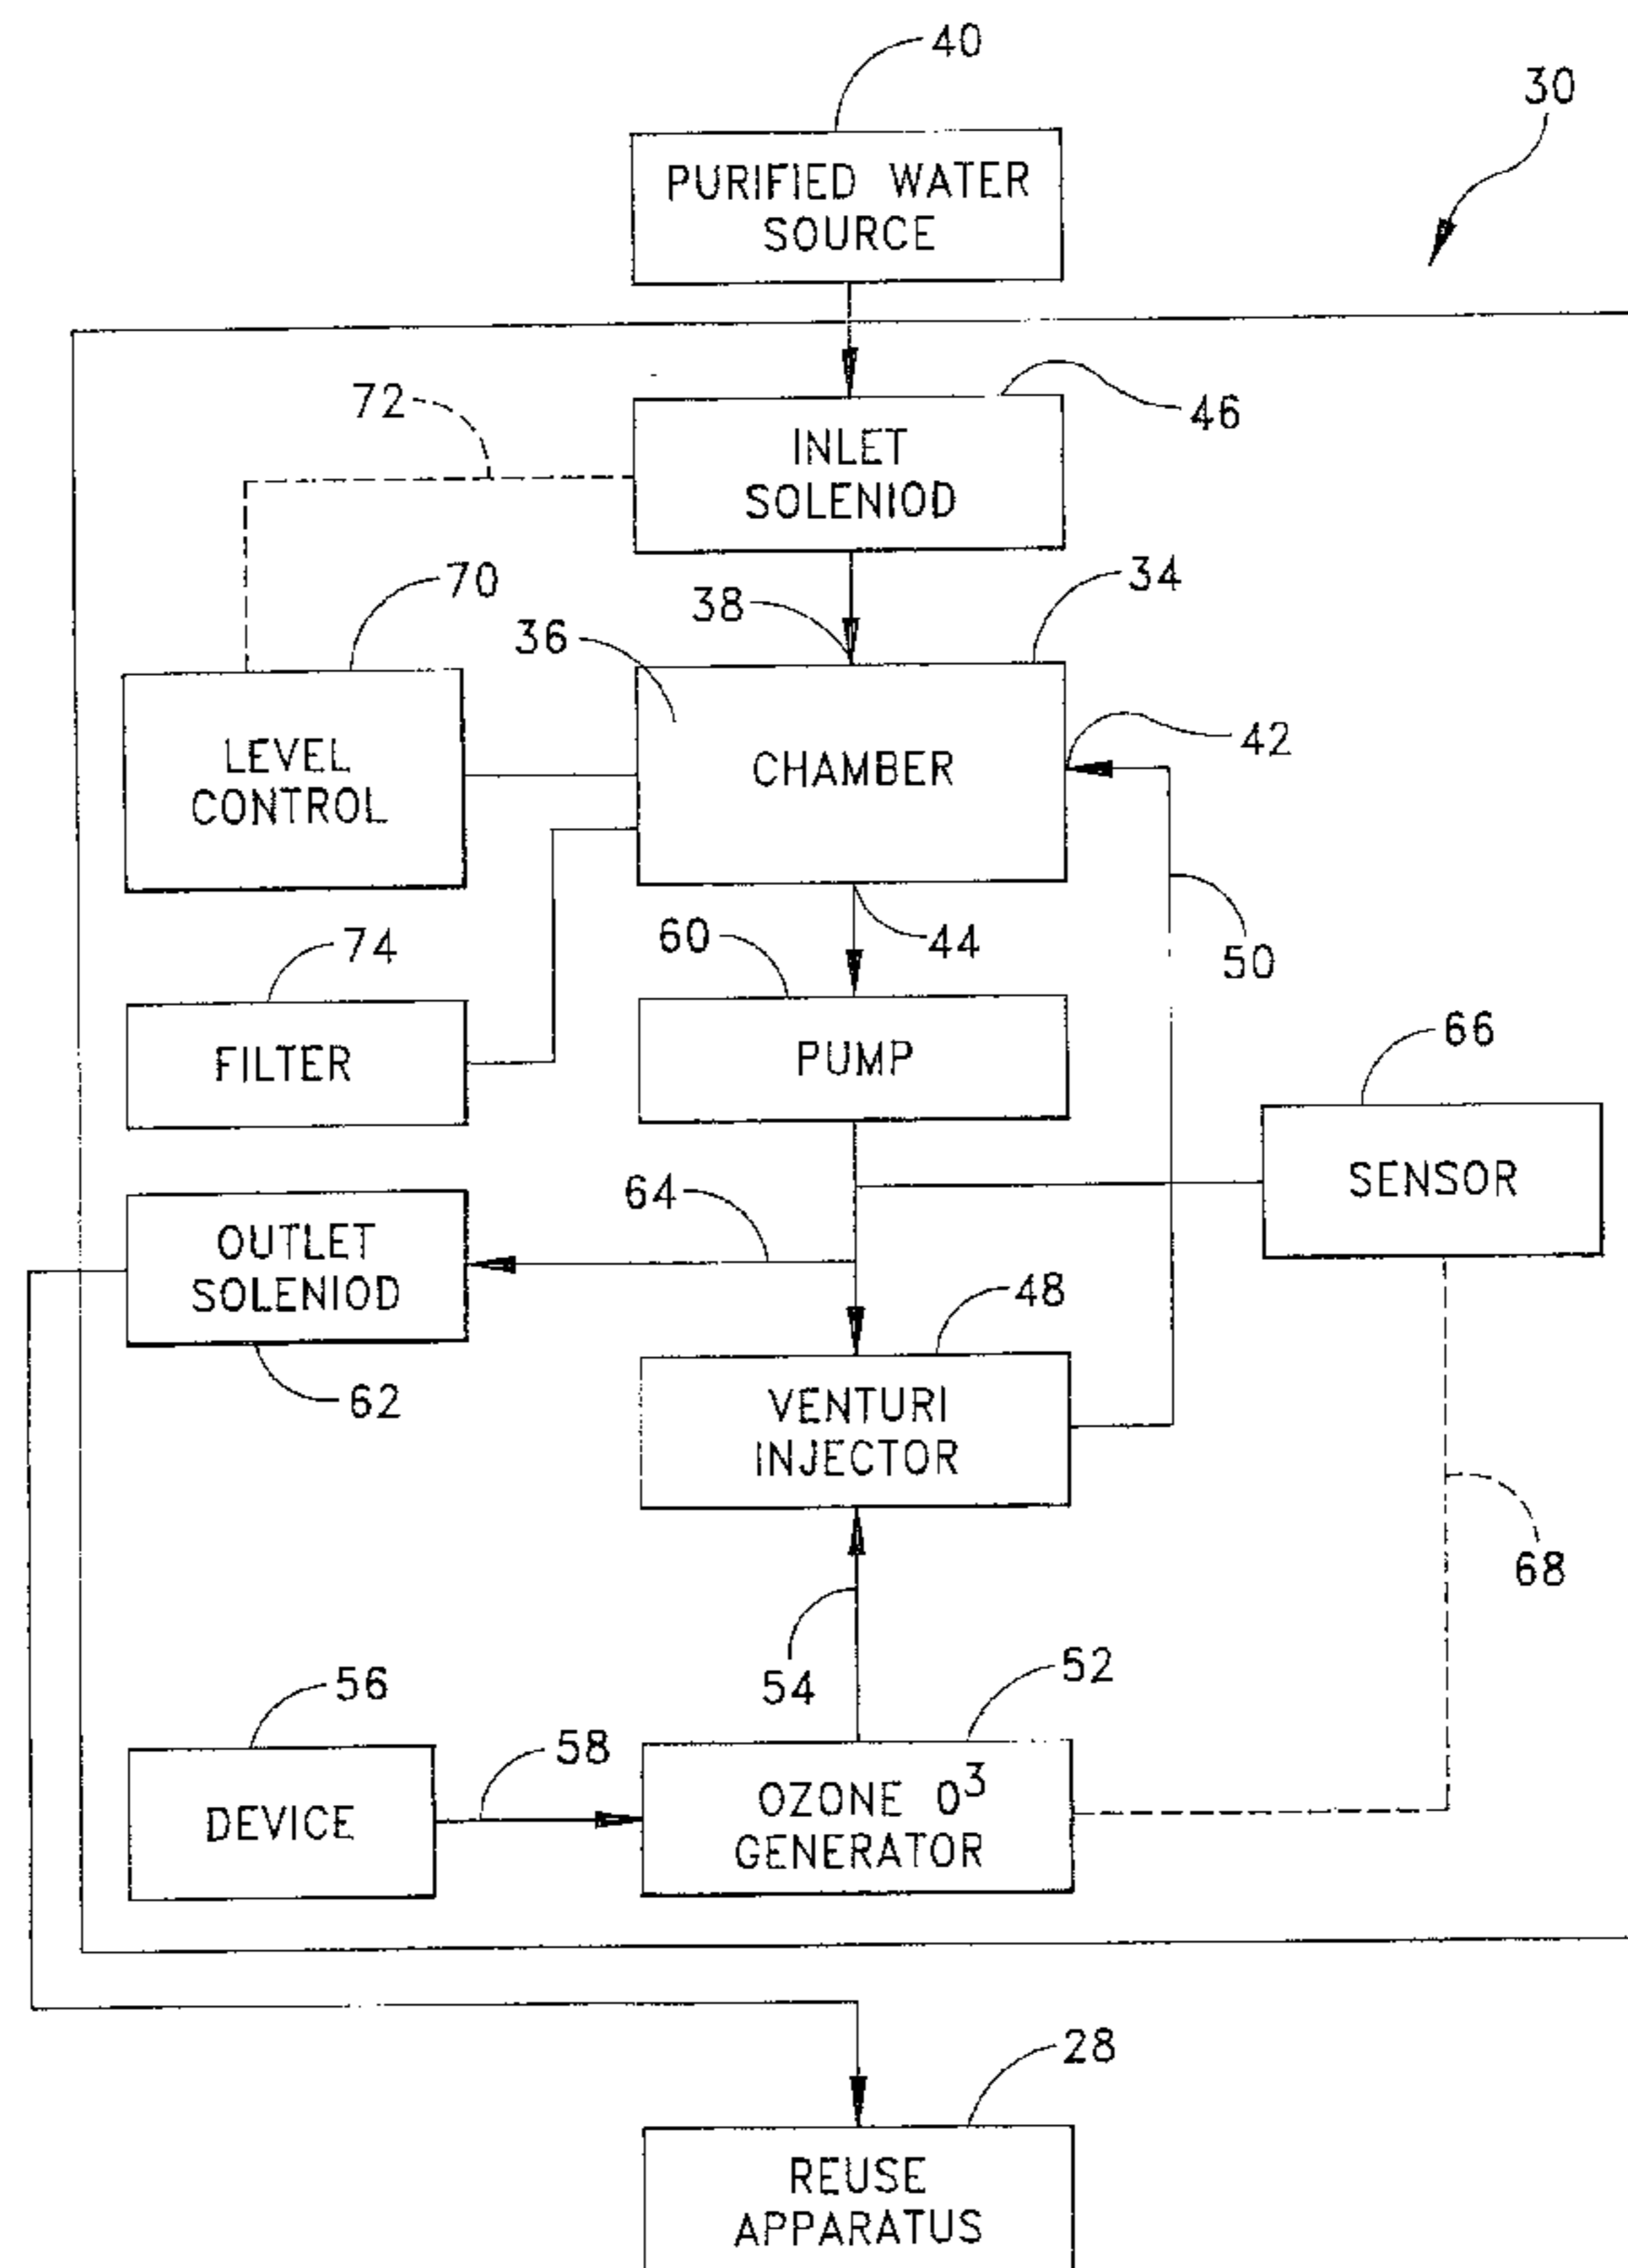 40
30
PURIFIED WATER
SOURCE
72
46
INLET
SOLENIOD
70
38
34
36
42
LEVEL
CONTROL
CHAMBER
74
60
44
50
FILTER
PUMP
66
SENSOR
64
OUTLET
SOLENIOD
48
62
VENTURI
INJECTOR
68
54
52
56
58
DEVICE
OZONE O³
GENERATOR
28
REUSE
APPARATUS